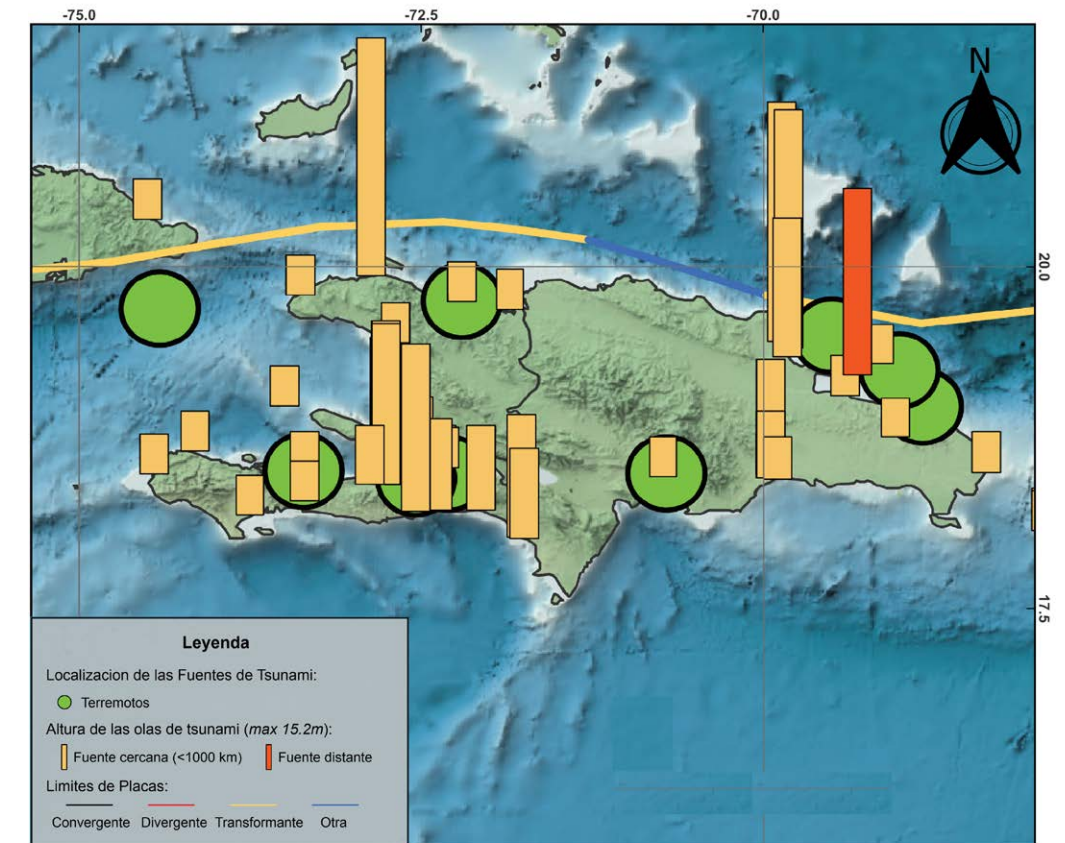 -75.0
-72.5
-70.0
N
20.0
17.5
Leyenda
Localizacion de las Fuentes de Tsunami:
Terremotos
Altura de las olas de tsunami (max 15.2m):
Fuente cercana (<1000 km) Fuente distante
Limites de Placas:
Convergente Divergente Transformante Otra